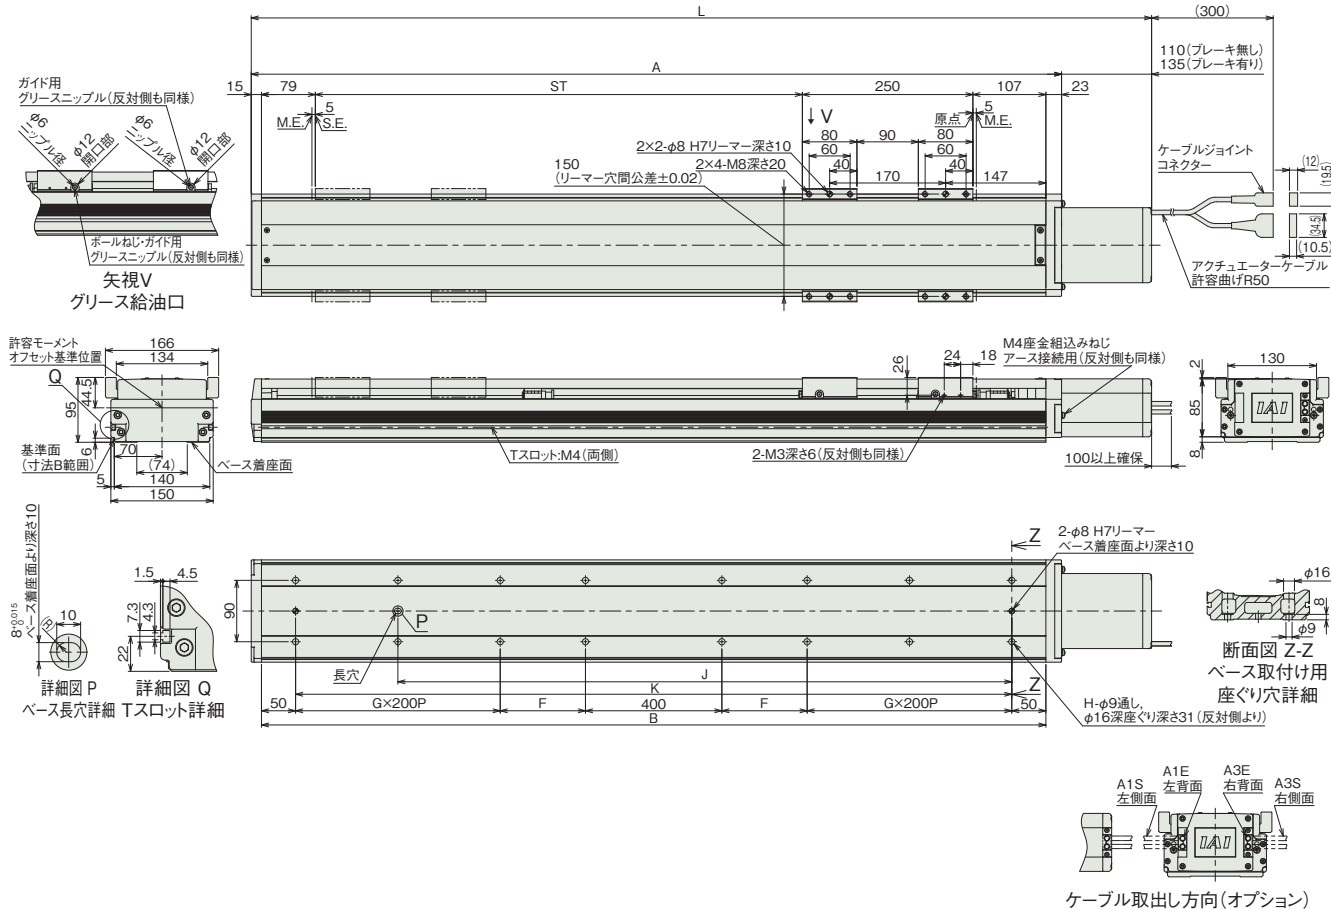 L
(300)
110(ブレーキ無し)
135(ブレーキ有り)
A
15
79
ST
250
107
23
5
M.E.
S.E.
V
原点
5
M.E.
80
90
80
60
60
40
40
170
147
2×2-φ8 H7リーマー深さ10
2×4-M8深さ20
150
(リーマー穴間公差±0.02)
ケーブルジョイント
コネクター
(12)
(19.5)
(34.5)
(10.5)
アクチュエーターケーブル
許容曲げR50
ガイド用
グリースニップル(反対側も同様)
φ6
ニップル径
φ12
開口部
φ6
ニップル径
φ12
開口部
ボールねじ・ガイド用
グリースニップル(反対側も同様)
矢視V
グリース給油口
許容モーメント
オフセット基準位置
166
134
Q
95
44.5
6
基準面
(寸法B範囲)
70
(74)
ベース着座面
5
140
150
26
24
18
M4座金組込みねじ
アース接続用(反対側も同様)
Tスロット:M4(両側)
2-M3深さ6(反対側も同様)
100以上確保
130
2
85
8
IAI
8+0.015 0
ベース着座面より深さ10
10
(R)
詳細図 P
ベース長穴詳細
1.5
4.5
7.3
4.3
22
詳細図 Q
Tスロット詳細
90
P
長穴
Z
2-φ8 H7リーマー
ベース着座面より深さ10
J
K
Z
50
G×200P
F
400
F
G×200P
50
B
H-φ9通し,
φ16深座ぐり深さ31(反対側より)
φ16
8
φ9
断面図 Z-Z
ベース取付け用
座ぐり穴詳細
A1S
左側面
A1E
左背面
A3E
右背面
A3S
右側面
IAI
ケーブル取出し方向(オプション)